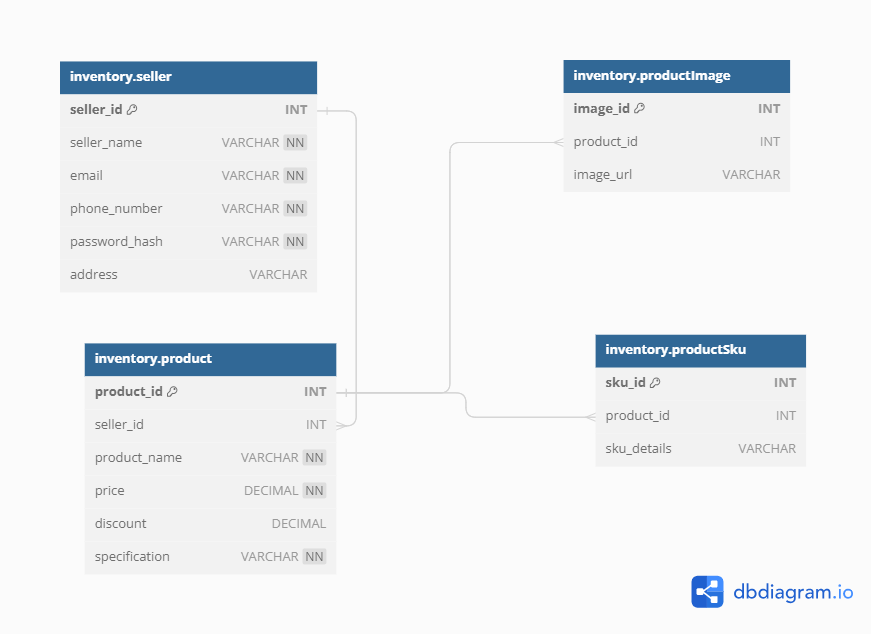 inventory.seller
seller_id INT
seller_name VARCHAR NN
email VARCHAR NN
phone_number VARCHAR NN
password_hash VARCHAR NN
address VARCHAR
inventory.productImage
image_id INT
product_id INT
image_url VARCHAR
inventory.product
product_id INT
seller_id INT
product_name VARCHAR NN
price DECIMAL NN
discount DECIMAL
specification VARCHAR NN
inventory.productSku
sku_id INT
product_id INT
sku_details VARCHAR
dbdiagram.io